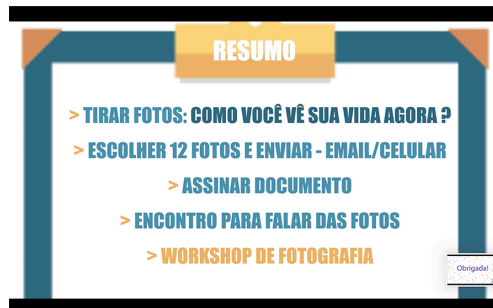 RESUMO
> TIRAR FOTOS: COMO VOCÊ VÊ SUA VIDA AGORA ?
> ESCOLHER 12 FOTOS E ENVIAR - EMAIL/CELULAR
> ASSINAR DOCUMENTO
> ENCONTRO PARA FALAR DAS FOTOS
> WORKSHOP DE FOTOGRAFIA
Obrigada!